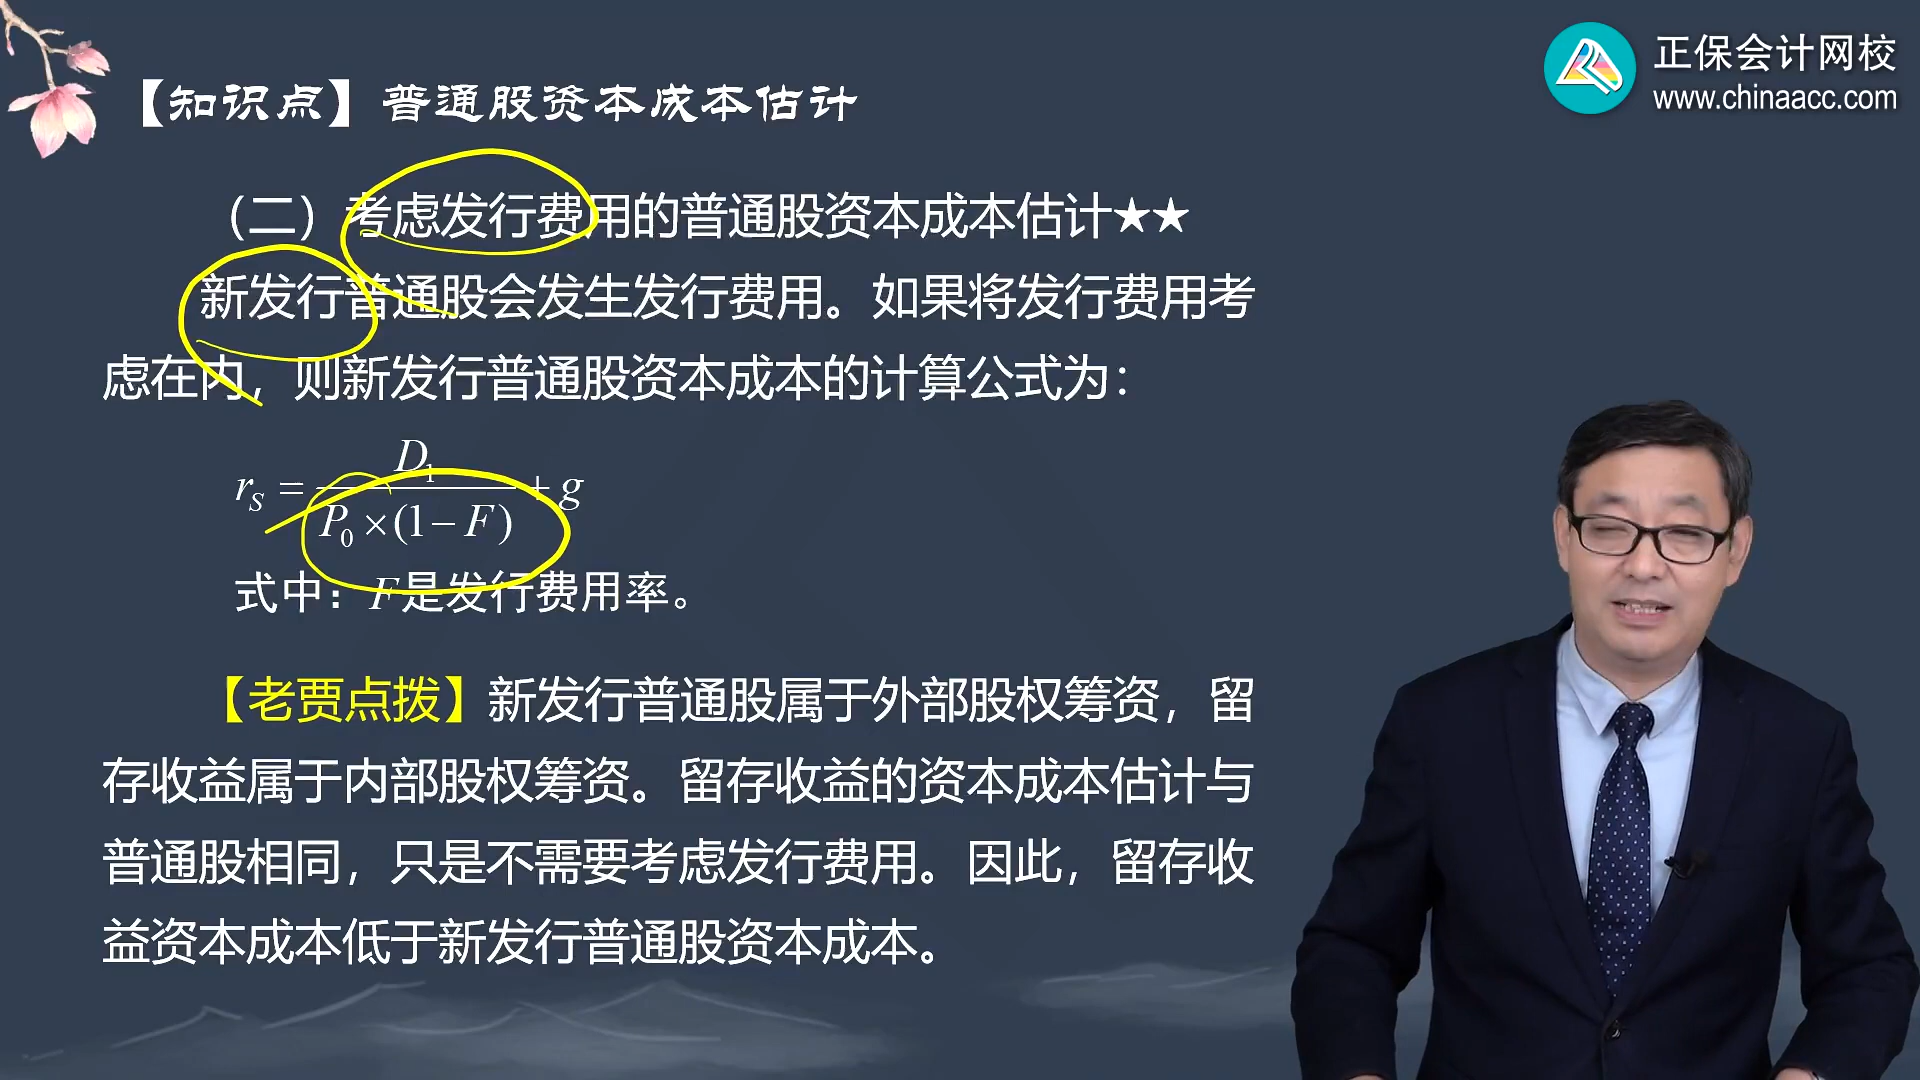 正保会计网校
www.chinaacc.com
【知识点】普通股资本成本估计
（二）考虑发行费用的普通股资本成本估计★★
新发行普通股会发生发行费用。如果将发行费用考
虑在内，则新发行普通股资本成本的计算公式为：
r_S = D_1 / (P_0 × (1 − F)) + g
式中：F是发行费用率。
【老贾点拨】新发行普通股属于外部股权筹资，留
存收益属于内部股权筹资。留存收益的资本成本估计与
普通股相同，只是不需要考虑发行费用。因此，留存收
益资本成本低于新发行普通股资本成本。